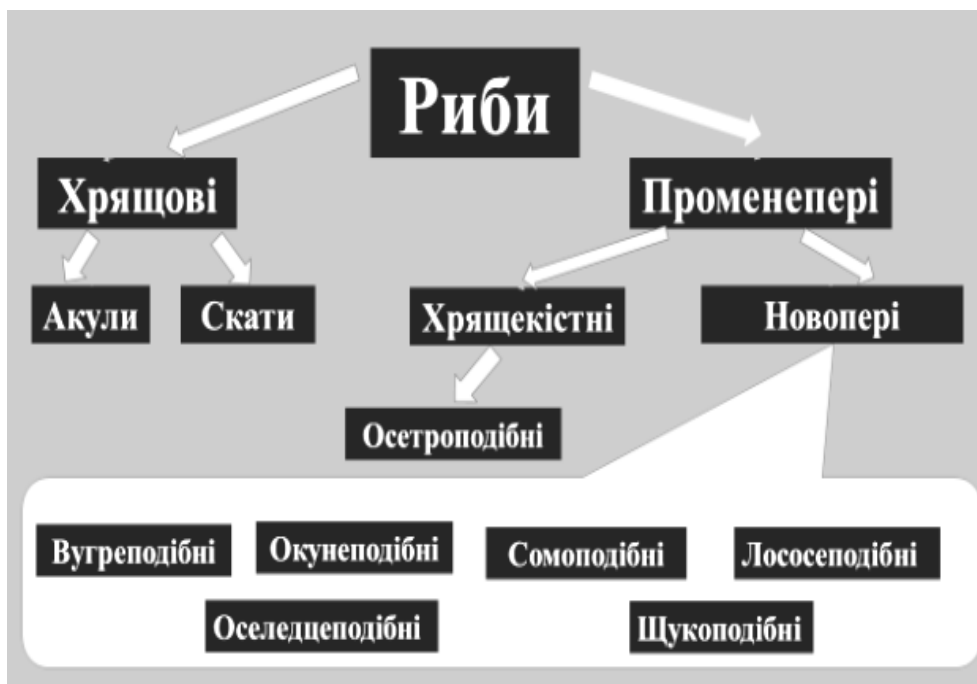 Риби
Хрящові
Променепері
Акули
Скати
Хрящекістні
Новопері
Осетроподібні
Вугреподібні
Окунеподібні
Сомоподібні
Лососеподібні
Оселедцеподібні
Щукоподібні